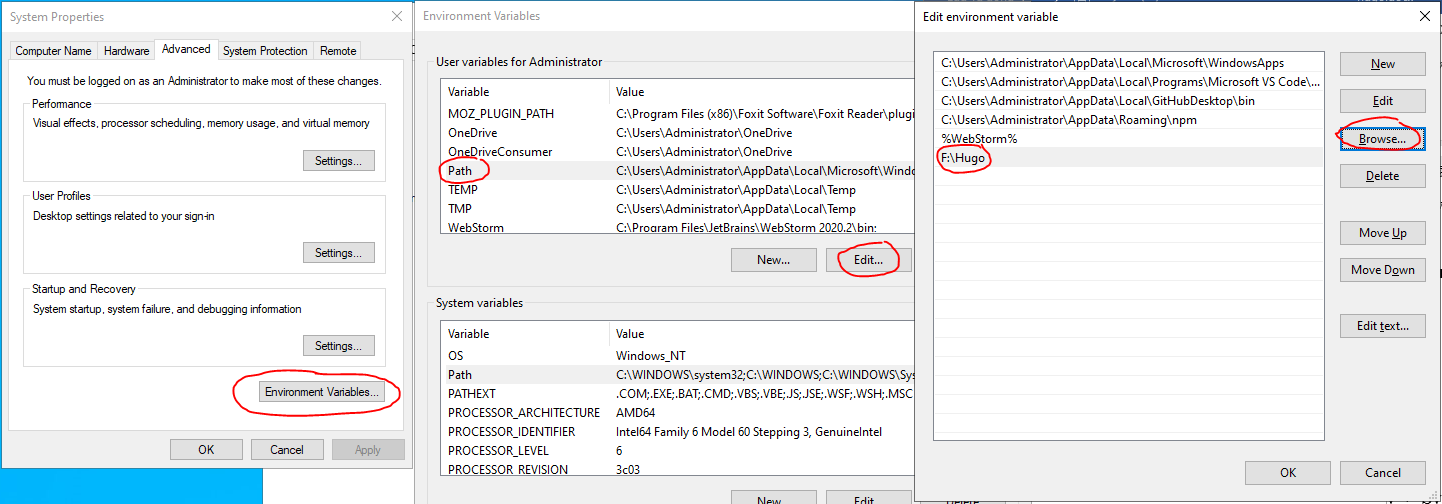 System Properties
Computer Name Hardware Advanced System Protection Remote
You must be logged on as an Administrator to make most of these changes.
Performance
Visual effects, processor scheduling, memory usage, and virtual memory
Settings...
User Profiles
Desktop settings related to your sign-in
Settings...
Startup and Recovery
System startup, system failure, and debugging information
Settings...
Environment Variables...
OK Cancel Apply
Environment Variables
User variables for Administrator
Variable Value
MOZ_PLUGIN_PATH C:\Program Files (x86)\Foxit Software\Foxit Reader\plugi
OneDrive C:\Users\Administrator\OneDrive
OneDriveConsumer C:\Users\Administrator\OneDrive
Path C:\Users\Administrator\AppData\Local\Microsoft\Windo
TEMP C:\Users\Administrator\AppData\Local\Temp
TMP C:\Users\Administrator\AppData\Local\Temp
WebStorm C:\Program Files\JetBrains\WebStorm 2020.2\bin;
New... Edit...
System variables
Variable Value
OS Windows_NT
Path C:\WINDOWS\system32;C:\WINDOWS;C:\WINDOWS\Sys
PATHEXT .COM;.EXE;.BAT;.CMD;.VBS;.VBE;.JS;.JSE;.WSF;.WSH;.MSC
PROCESSOR_ARCHITECTURE AMD64
PROCESSOR_IDENTIFIER Intel64 Family 6 Model 60 Stepping 3, GenuineIntel
PROCESSOR_LEVEL 6
PROCESSOR_REVISION 3c03
New... Edit... Delete
Edit environment variable
C:\Users\Administrator\AppData\Local\Microsoft\WindowsApps
C:\Users\Administrator\AppData\Local\Programs\Microsoft VS Code\...
C:\Users\Administrator\AppData\Local\GitHubDesktop\bin
C:\Users\Administrator\AppData\Roaming\npm
%WebStorm%
F:\Hugo
New
Edit
Browse...
Delete
Move Up
Move Down
Edit text...
OK Cancel